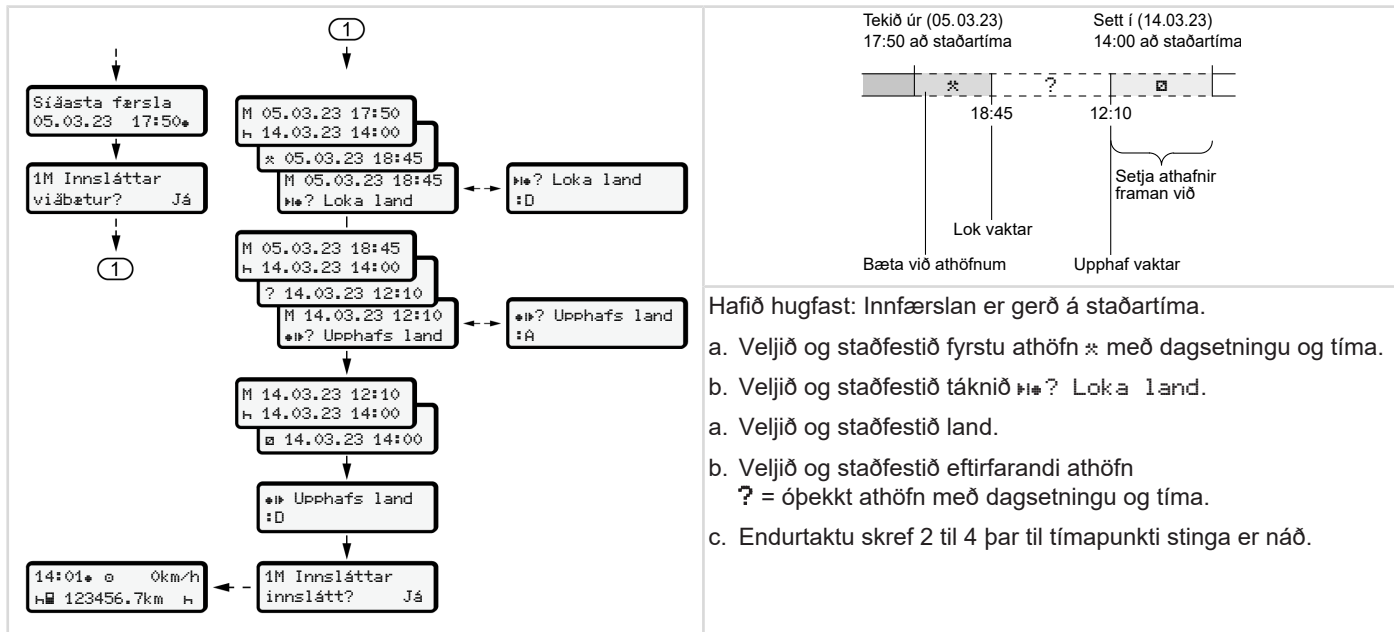 1
Síðasta færsla
05.03.23 17:50
1M Innsláttar
viðbætur? Já
1
M 05.03.23 17:50
14.03.23 14:00
05.03.23 18:45
M 05.03.23 18:45
? Loka land
? Loka land
:D
M 05.03.23 18:45
14.03.23 14:00
? 14.03.23 12:10
M 14.03.23 12:10
? Upphafs land
? Upphafs land
:A
M 14.03.23 12:10
14.03.23 14:00
14.03.23 14:00
Upphafs land
:D
1M Innsláttar
innslátt? Já
14:01 0km/h
123456.7km
Tekið úr (05.03.23)
17:50 að staðartíma
Sett í (14.03.23)
14:00 að staðartíma
?
18:45
12:10
Setja athafnir
framan við
Lok vaktar
Bæta við athöfnum
Upphaf vaktar
Hafið hugfast: Innfærslan er gerð á staðartíma.
a. Veljið og staðfestið fyrstu athöfn með dagsetningu og tíma.
b. Veljið og staðfestið táknið ? Loka land.
a. Veljið og staðfestið land.
b. Veljið og staðfestið eftirfarandi athöfn
? = óþekkt athöfn með dagsetningu og tíma.
c. Endurtaktu skref 2 til 4 þar til tímapunkti stinga er náð.